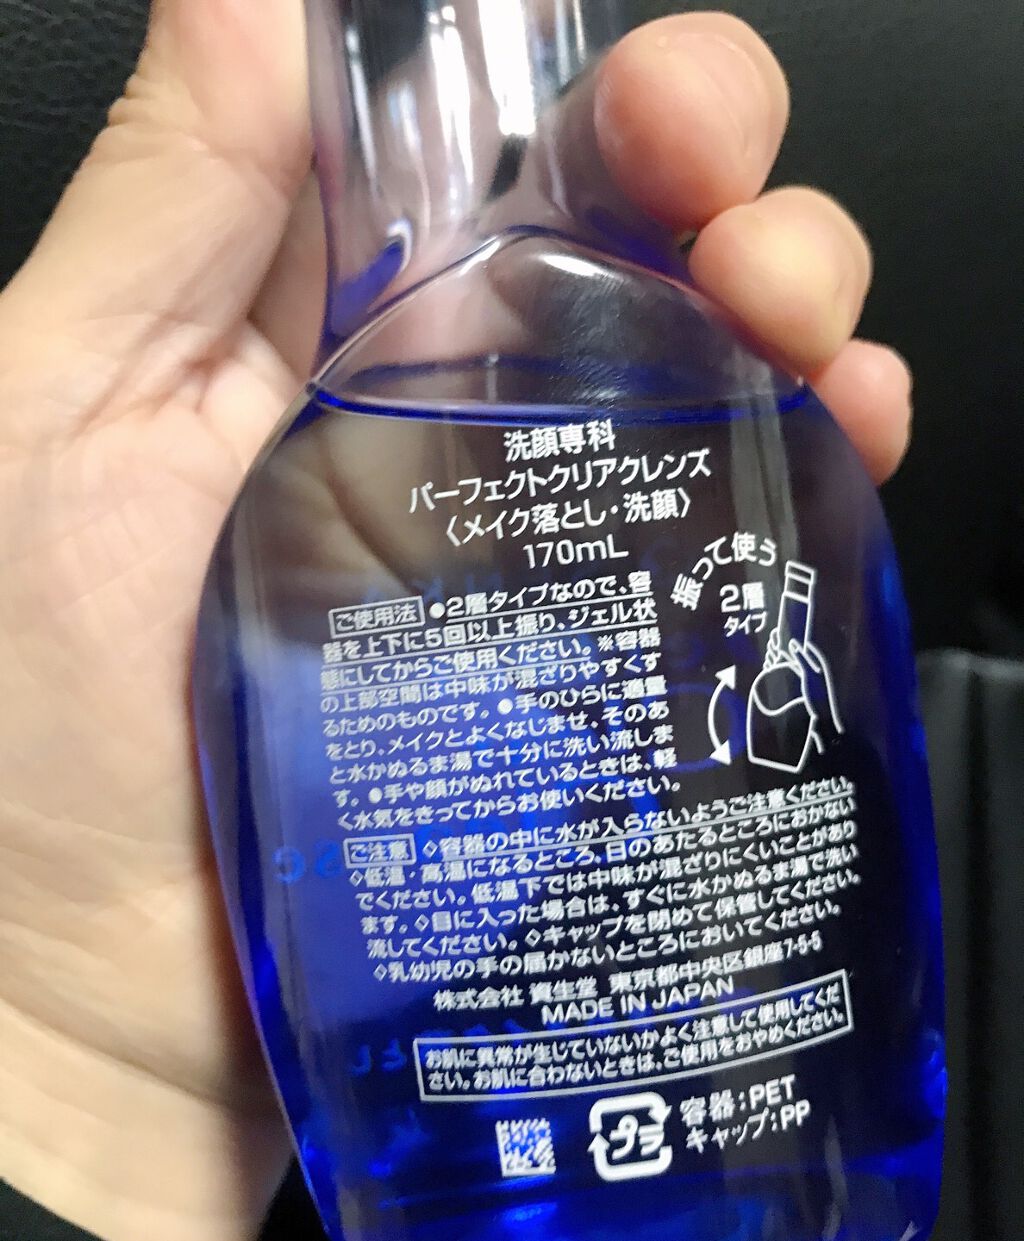 洗顔専科
パーフェクトクリアクレンズ
〈メイク落とし・洗顔〉
170mL
振って使う
2層
タイプ
ご使用法 ●2層タイプなので、容
器を上下に5回以上振り、ジェル状
態にしてからご使用ください。※容器
の上部空間は中味が混ざりやすくす
るためのものです。●手のひらに適量
をとり、メイクとよくなじませ、そのあ
と水かぬるま湯で十分に洗い流しま
す。●手や顔がぬれているときは、軽
く水気をきってからお使いください。
ご注意 ◇容器の中に水が入らないようご注意ください。
◇低温・高温になるところ、日のあたるところにおかない
でください。低温下では中味が混ざりにくいことがあり
ます。◇目に入った場合は、すぐに水かぬるま湯で洗い
流してください。◇キャップを閉めて保管してください。
◇乳幼児の手の届かないところにおいてください。
株式会社 資生堂 東京都中央区銀座7-5-5
MADE IN JAPAN
お肌に異常が生じていないかよく注意して使用してくだ
さい。お肌に合わないときは、ご使用をおやめください。
プラ
容器:PET
キャップ:PP